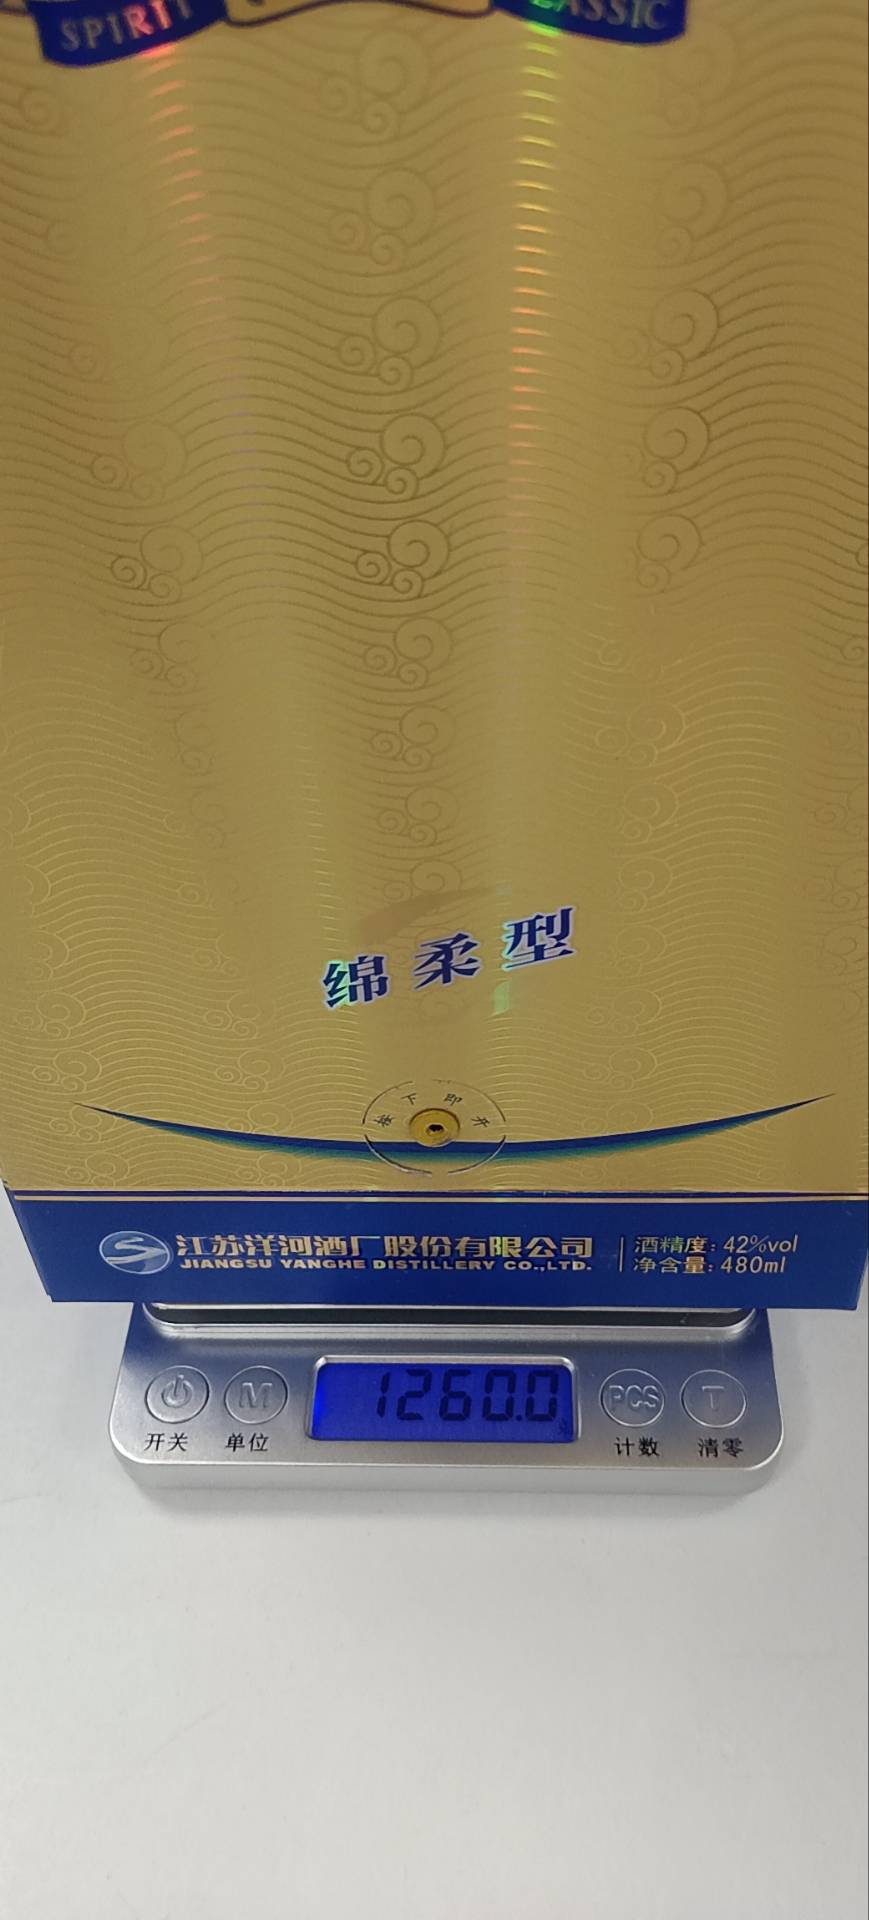 SPIRIT
CLASSIC
绵柔型
按下即开
江苏洋河酒厂股份有限公司
JIANGSU YANGHE DISTILLERY CO.,LTD.
酒精度: 42%vol
净含量: 480ml
1260.0
M
PCS
T
开关
单位
计数
清零